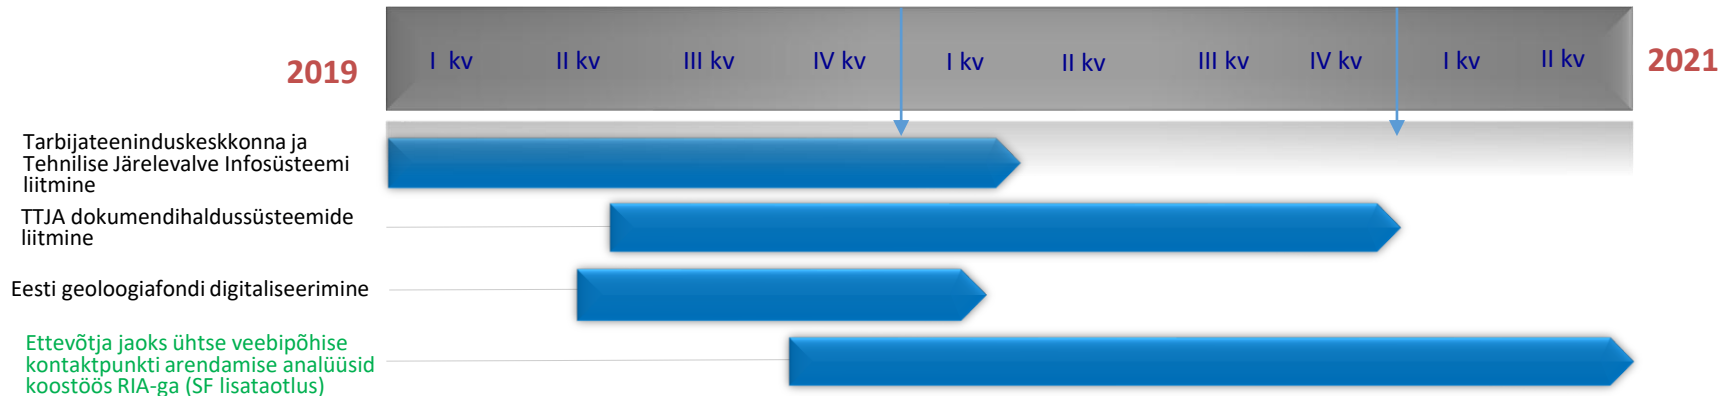 2019
I kv
II kv
III kv
IV kv
I kv
II kv
III kv
IV kv
I kv
II kv
2021
Tarbijateeninduskeskkonna ja
Tehnilise Järelevalve Infosüsteemi
liitmine
TTJA dokumendihaldussüsteemide
liitmine
Eesti geoloogiafondi digitaliseerimine
Ettevõtja jaoks ühtse veebipõhise
kontaktpunkti arendamise analüüsid
koostöös RIA-ga (SF lisataotlus)